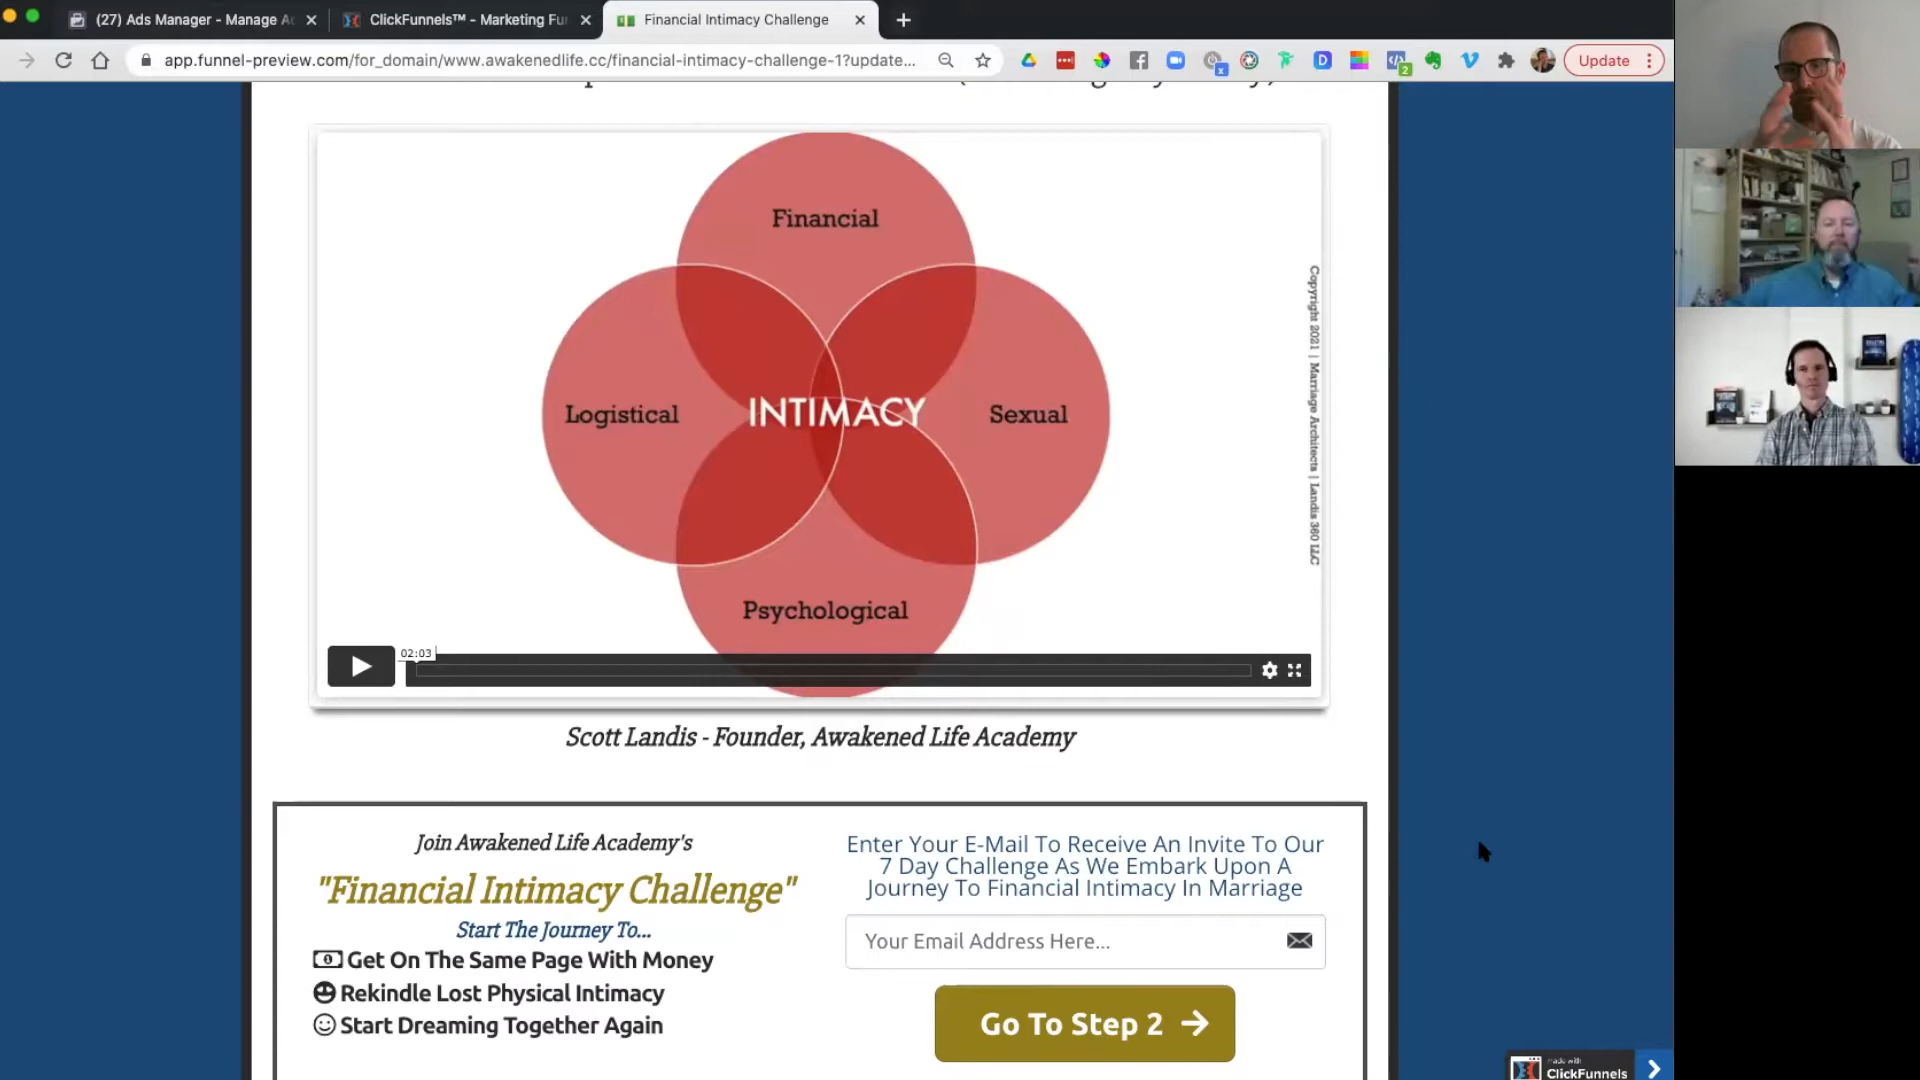 (27) Ads Manager - Manage Ac
ClickFunnels™ - Marketing Fun
Financial Intimacy Challenge
app.funnel-preview.com/for_domain/www.awakenedlife.cc/financial-intimacy-challenge-1?update...
Update
Financial
Logistical
INTIMACY
Sexual
Psychological
Copyright 2021 | Marriage Architects | Landis 360 LLC
02:03
Scott Landis - Founder, Awakened Life Academy
Join Awakened Life Academy's
"Financial Intimacy Challenge"
Start The Journey To...
Get On The Same Page With Money
Rekindle Lost Physical Intimacy
Start Dreaming Together Again
Enter Your E-Mail To Receive An Invite To Our
7 Day Challenge As We Embark Upon A
Journey To Financial Intimacy In Marriage
Your Email Address Here...
Go To Step 2
made with
ClickFunnels